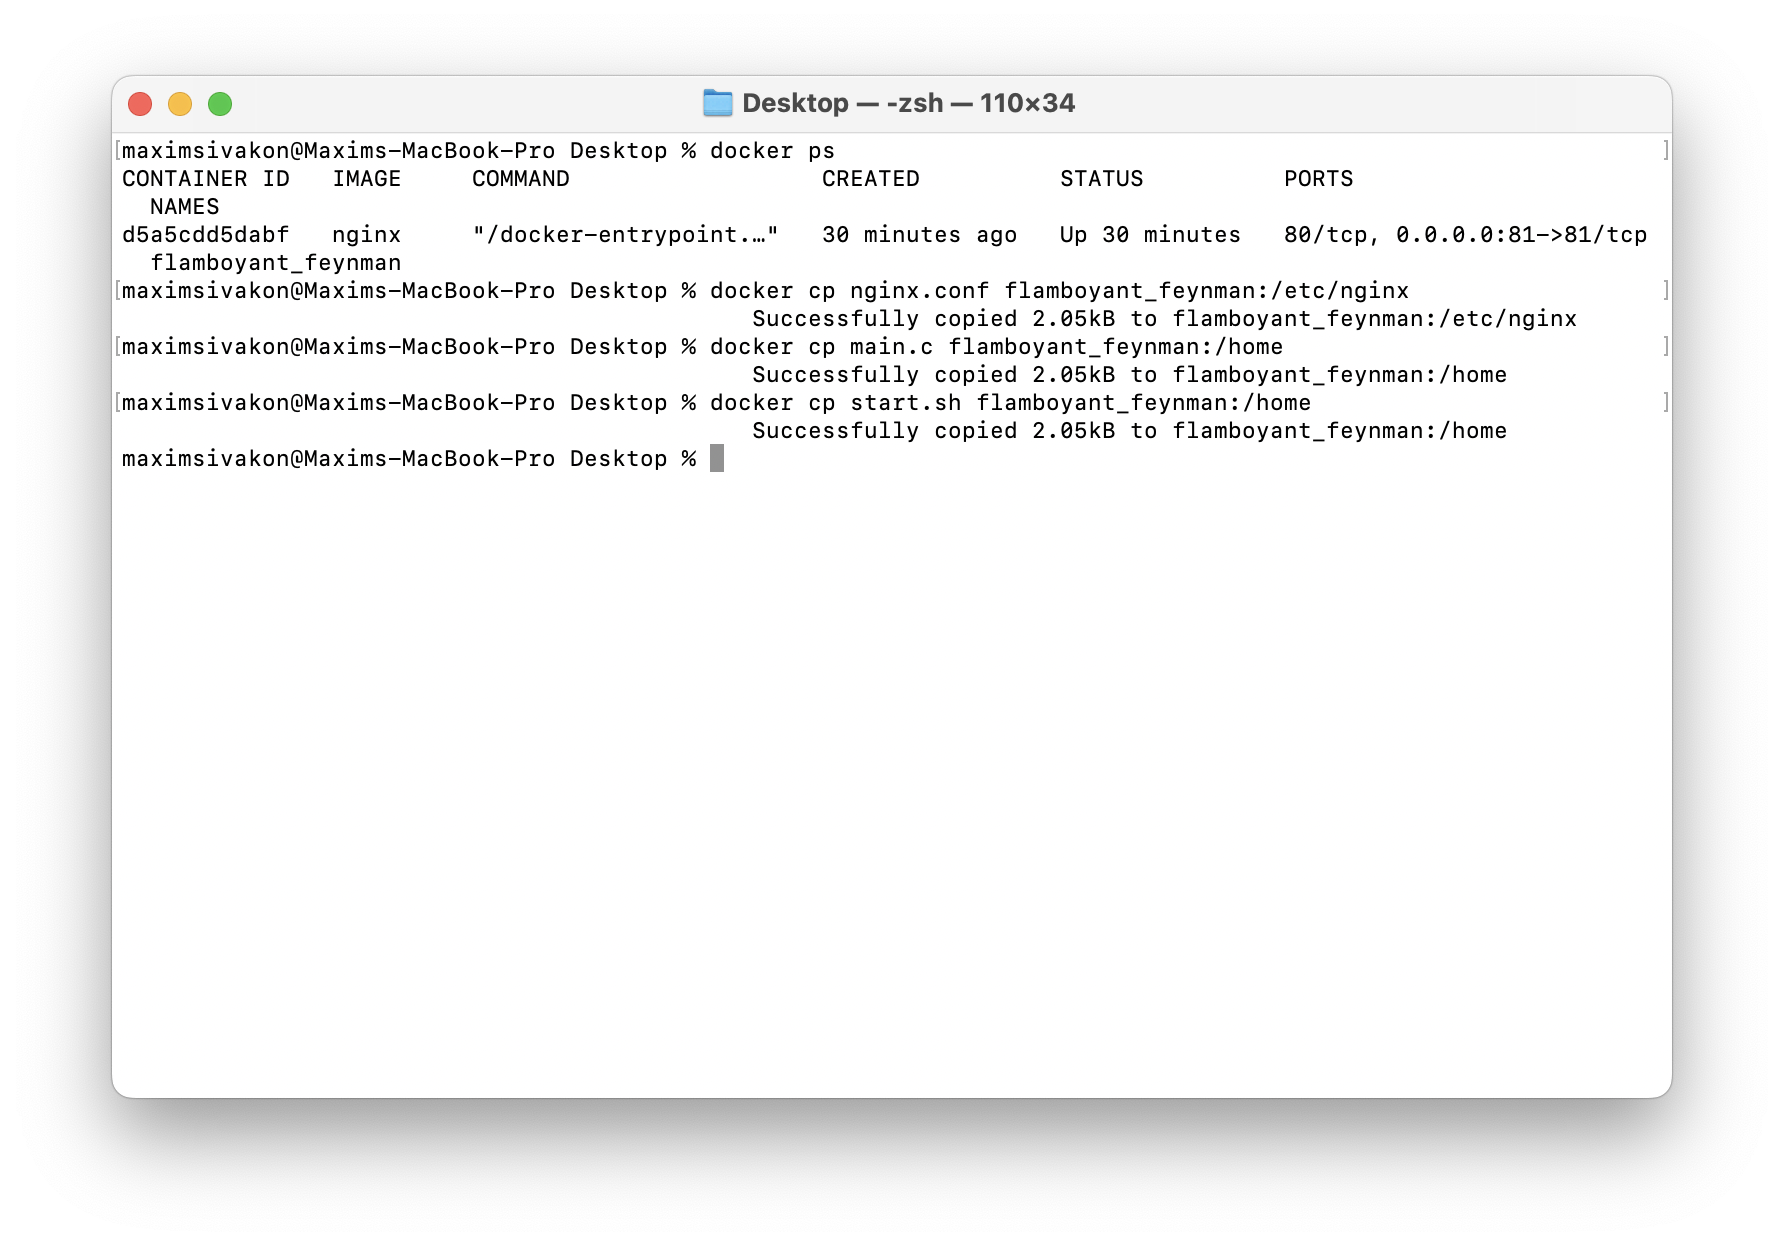 Desktop — -zsh — 110×34
maximsivakon@Maxims-MacBook-Pro Desktop % docker ps
CONTAINER ID   IMAGE     COMMAND                  CREATED          STATUS          PORTS
  NAMES
d5a5cdd5dabf   nginx     "/docker-entrypoint.…"   30 minutes ago   Up 30 minutes   80/tcp, 0.0.0.0:81->81/tcp
  flamboyant_feynman
maximsivakon@Maxims-MacBook-Pro Desktop % docker cp nginx.conf flamboyant_feynman:/etc/nginx
                                             Successfully copied 2.05kB to flamboyant_feynman:/etc/nginx
maximsivakon@Maxims-MacBook-Pro Desktop % docker cp main.c flamboyant_feynman:/home
                                             Successfully copied 2.05kB to flamboyant_feynman:/home
maximsivakon@Maxims-MacBook-Pro Desktop % docker cp start.sh flamboyant_feynman:/home
                                             Successfully copied 2.05kB to flamboyant_feynman:/home
maximsivakon@Maxims-MacBook-Pro Desktop %